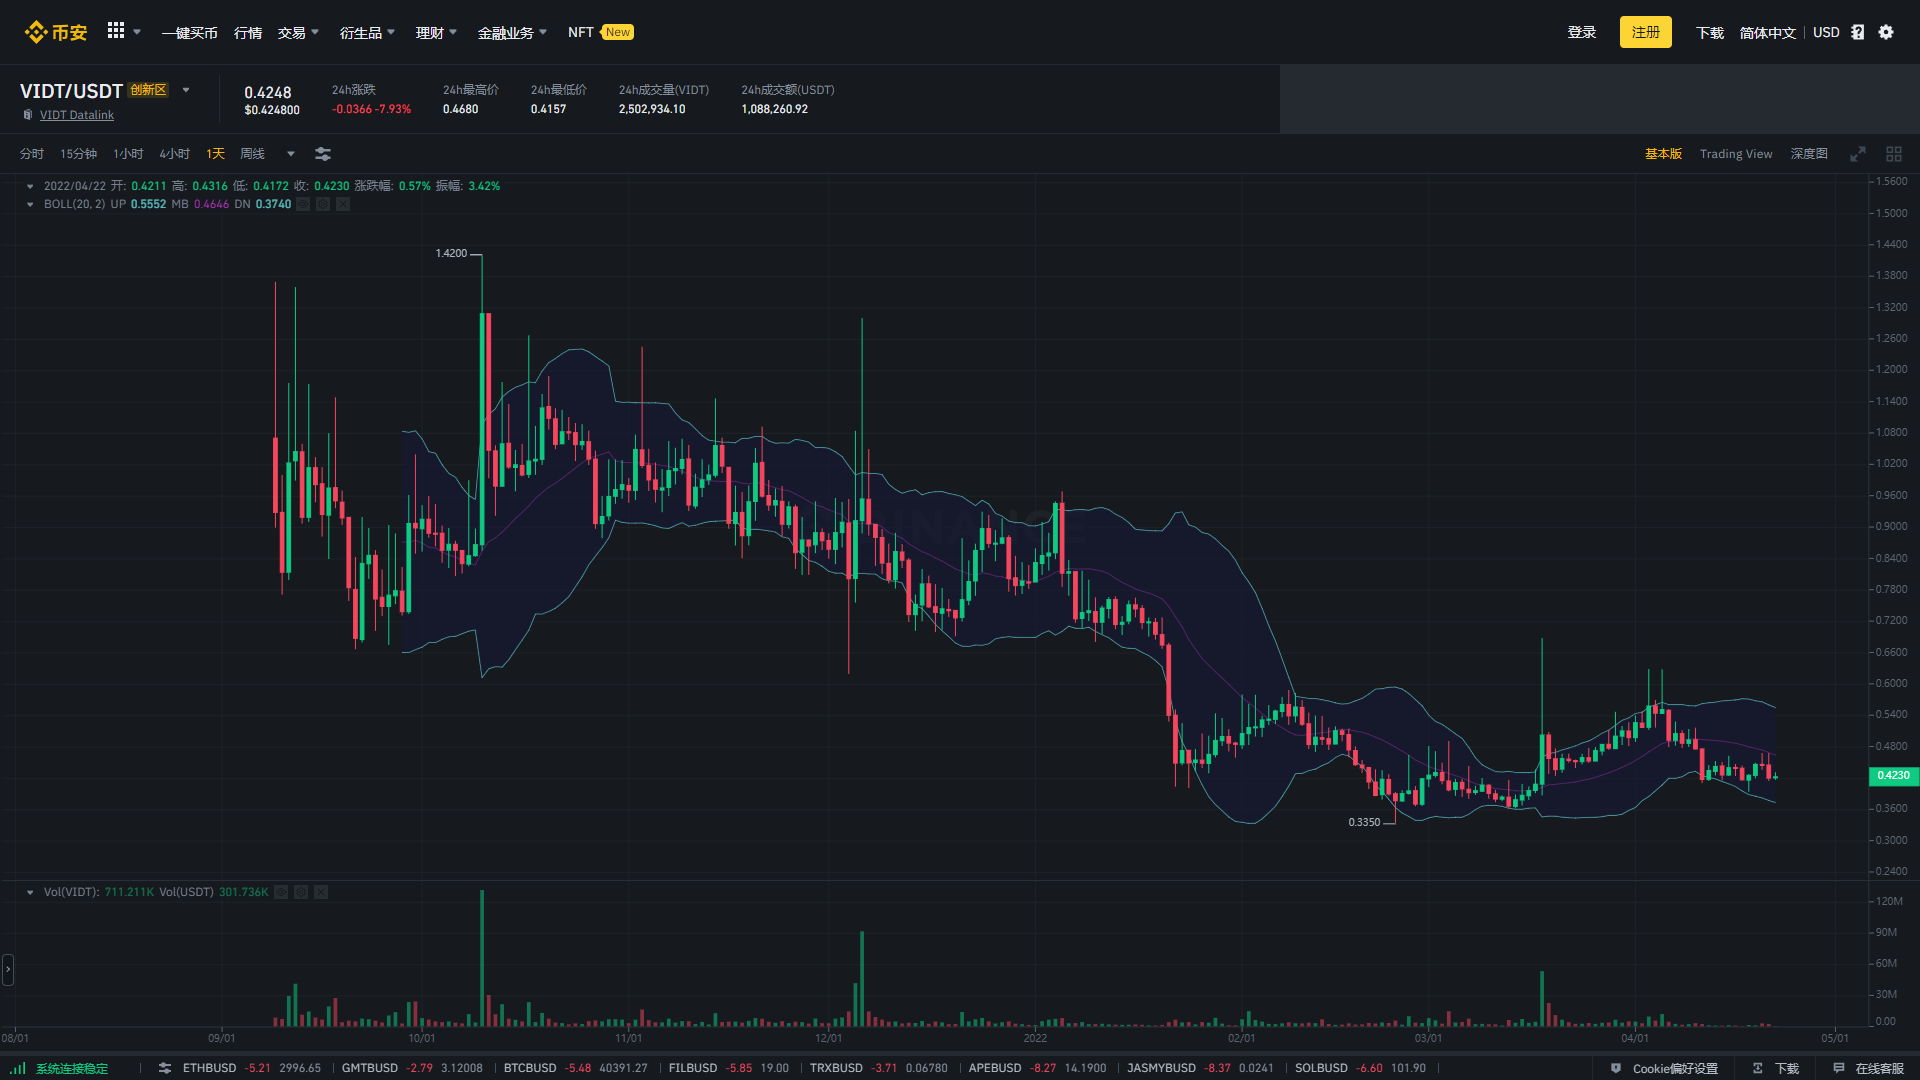 币安 一键买币 行情 交易 衍生品 理财 金融业务 NFT New 登录 注册 下载 简体中文 USD
VIDT/USDT 创新区
VIDT Datalink
0.4248
$0.424800
24h涨跌
-0.0366 -7.93%
24h最高价
0.4680
24h最低价
0.4157
24h成交量(VIDT)
2,502,934.10
24h成交额(USDT)
1,088,260.92
分时 15分钟 1小时 4小时 1天 周线 基本版 Trading View 深度图
2022/04/22 开: 0.4211 高: 0.4316 低: 0.4172 收: 0.4230 涨跌幅: 0.57% 振幅: 3.42%
BOLL(20, 2) UP 0.5552 MB 0.4646 DN 0.3740
1.4200
0.3350
BINANCE
1.5600
1.5000
1.4400
1.3800
1.3200
1.2600
1.2000
1.1400
1.0800
1.0200
0.9600
0.9000
0.8400
0.7800
0.7200
0.6600
0.6000
0.5400
0.4800
0.4230
0.3600
0.3000
0.2400
Vol(VIDT): 711.211K Vol(USDT) 301.736K
120M
90M
60M
30M
0.00
08/01 09/01 10/01 11/01 12/01 2022 02/01 03/01 04/01 05/01
系统连接稳定 ETHBUSD -5.21 2996.65 GMTBUSD -2.79 3.12008 BTCBUSD -5.48 40391.27 FILBUSD -5.85 19.00 TRXBUSD -3.71 0.06780 APEBUSD -8.27 14.1900 JASMYBUSD -8.37 0.0241 SOLBUSD -6.60 101.90 Cookie偏好设置 下载 在线客服